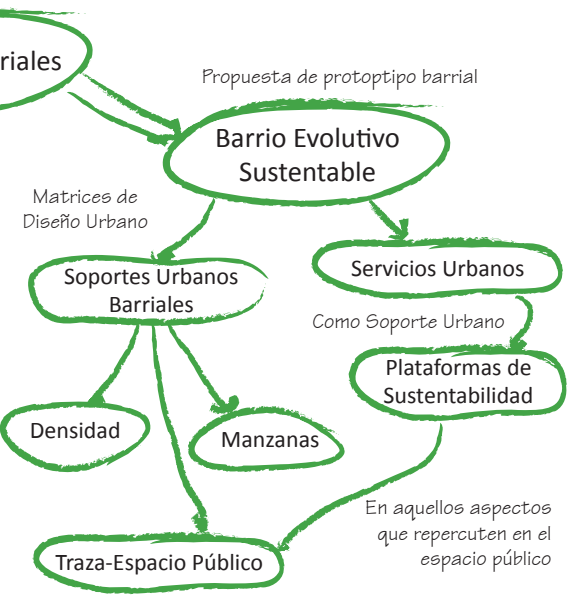 riales
Propuesta de protoptipo barrial
Barrio Evolutivo
Sustentable
Matrices de
Diseño Urbano
Soportes Urbanos
Barriales
Servicios Urbanos
Como Soporte Urbano
Plataformas de
Sustentabilidad
Densidad
Manzanas
En aquellos aspectos
que repercuten en el
espacio público
Traza-Espacio Público